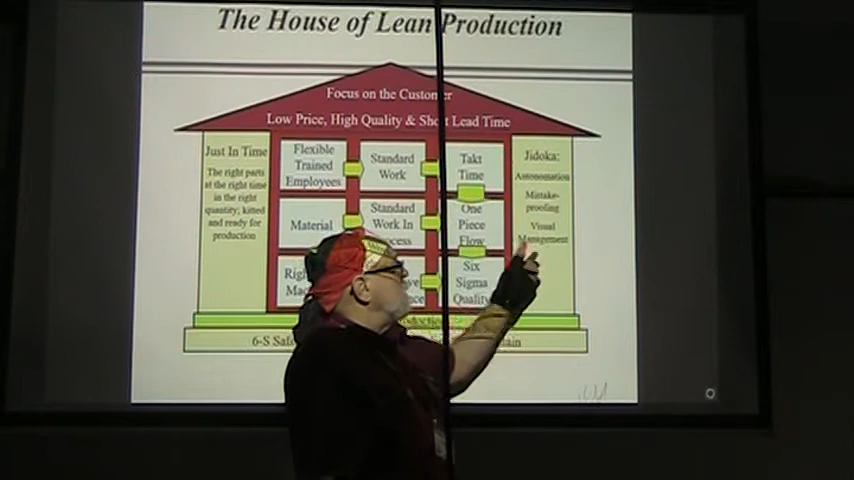 The House of Lean Production
Focus on the Customer
Low Price, High Quality & Short Lead Time
Just In Time
The right parts
at the right time
in the right
quantity; kitted
and ready for
production
Flexible
Trained
Employees
Standard
Work
Takt
Time
Material
Standard
Work In
One
Piece
Flow
Six
Sigma
Quality
Jidoka:
Autonomation
Mistake-
proofing
Visual
Management
6-S